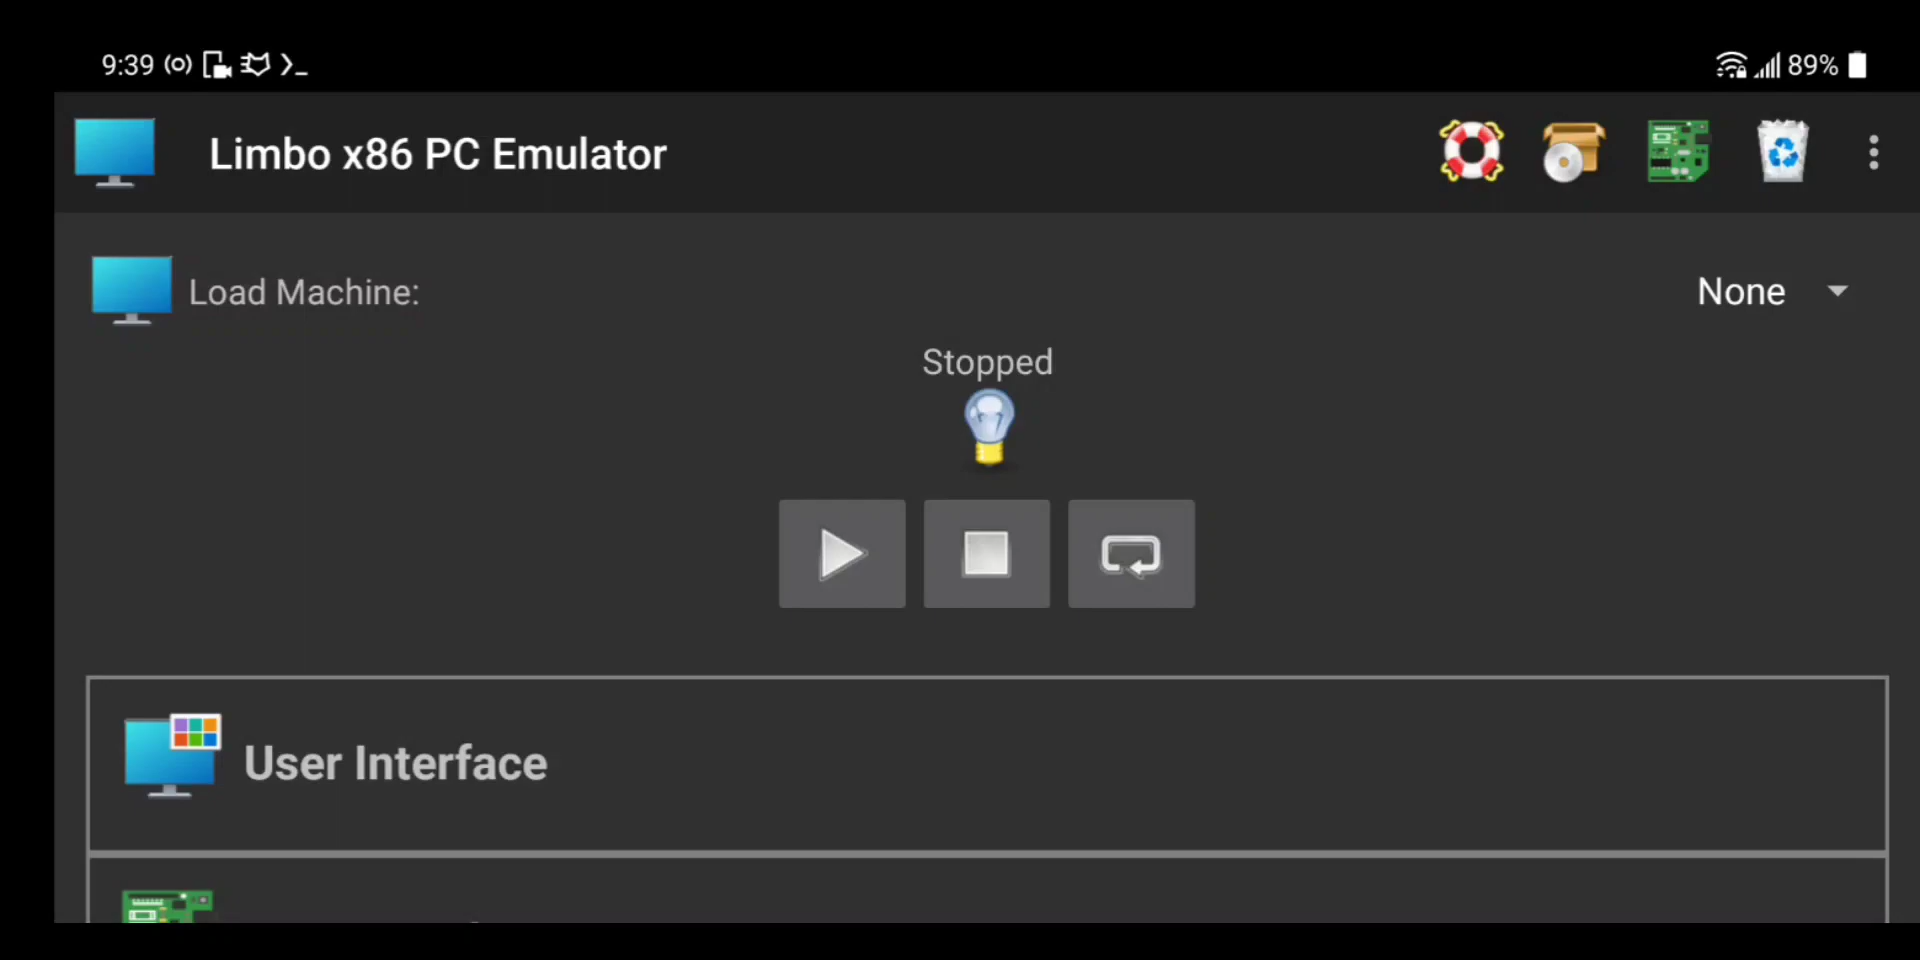 9:39
89%
Limbo x86 PC Emulator
Load Machine:
None
Stopped
User Interface